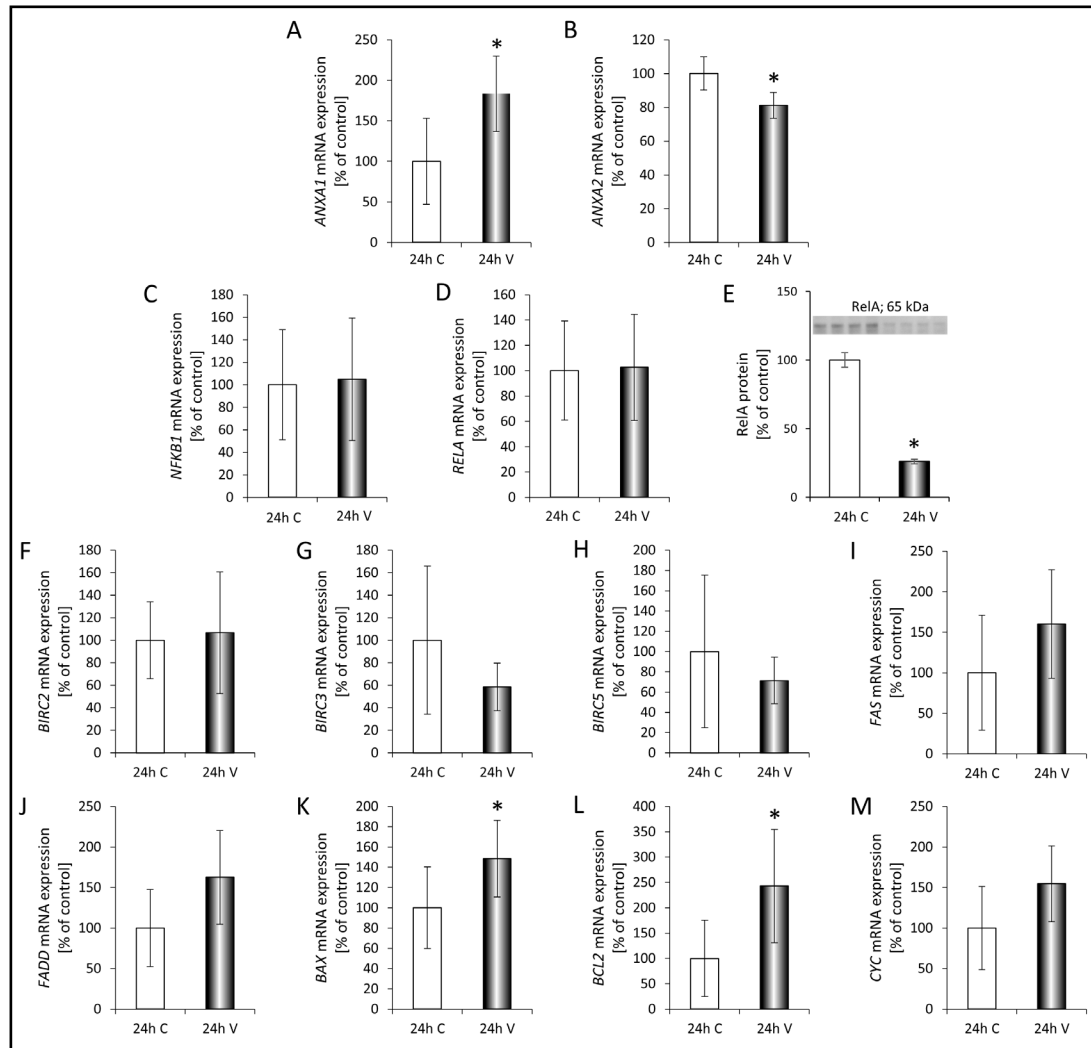 A
ANXA1 mRNA expression
[% of control]
250
200
150
100
50
0
*
24h C 24h V
B
ANXA2 mRNA expression
[% of control]
120
100
80
60
40
20
0
*
24h C 24h V
C
NFKB1 mRNA expression
[% of control]
180
160
140
120
100
80
60
40
20
0
24h C 24h V
D
RELA mRNA expression
[% of control]
160
140
120
100
80
60
40
20
0
24h C 24h V
E
RelA protein
[% of control]
150
100
50
0
RelA; 65 kDa
*
24h C 24h V
F
BIRC2 mRNA expression
[% of control]
180
160
140
120
100
80
60
40
20
0
24h C 24h V
G
BIRC3 mRNA expression
[% of control]
180
160
140
120
100
80
60
40
20
0
24h C 24h V
H
BIRC5 mRNA expression
[% of control]
200
180
160
140
120
100
80
60
40
20
0
24h C 24h V
I
FAS mRNA expression
[% of control]
250
200
150
100
50
0
24h C 24h V
J
FADD mRNA expression
[% of control]
250
200
150
100
50
0
24h C 24h V
K
BAX mRNA expression
[% of control]
200
180
160
140
120
100
80
60
40
20
0
*
24h C 24h V
L
BCL2 mRNA expression
[% of control]
400
350
300
250
200
150
100
50
0
*
24h C 24h V
M
CYC mRNA expression
[% of control]
250
200
150
100
50
0
24h C 24h V